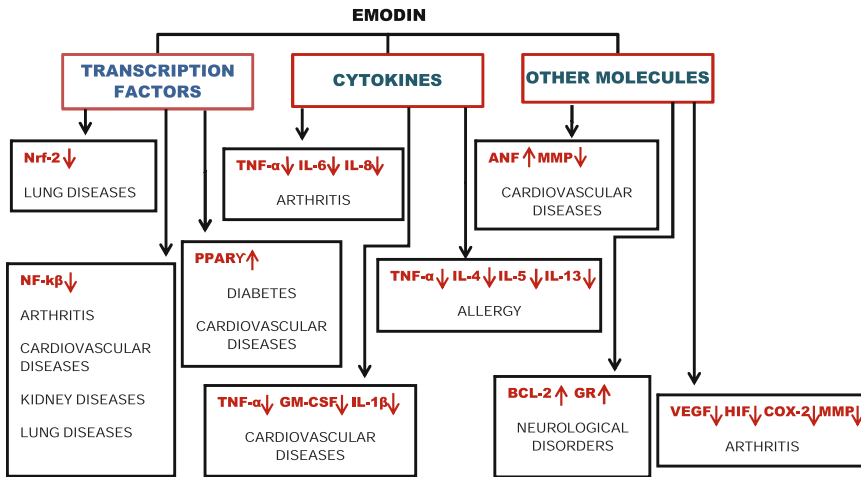 EMODIN
TRANSCRIPTION
FACTORS
CYTOKINES
OTHER MOLECULES
Nrf-2↓
LUNG DISEASES
TNF-α↓ IL-6↓ IL-8↓
ARTHRITIS
ANF↑ MMP↓
CARDIOVASCULAR
DISEASES
NF-kβ↓
ARTHRITIS
CARDIOVASCULAR
DISEASES
KIDNEY DISEASES
LUNG DISEASES
PPARY↑
DIABETES
CARDIOVASCULAR
DISEASES
TNF-α↓ IL-4↓ IL-5↓ IL-13↓
ALLERGY
TNF-α↓ GM-CSF↓ IL-1β↓
CARDIOVASCULAR
DISEASES
BCL-2↑ GR↑
NEUROLOGICAL
DISORDERS
VEGF↓ HIF↓ COX-2↓ MMP↓
ARTHRITIS